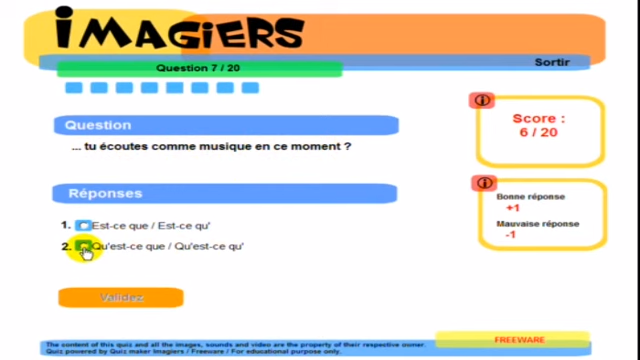 iMAGiERS
Question 7 / 20
Sortir
Question
... tu écoutes comme musique en ce moment ?
Score :
6 / 20
Réponses
Bonne réponse
+1
Mauvaise réponse
-1
1. Est-ce que / Est-ce qu'
2. Qu'est-ce que / Qu'est-ce qu'
Validez
FREEWARE
The content of this quiz and all the images, sounds and video are the property of their respective owner.
Quiz powered by Quiz maker Imagiers / Freeware / For educational purpose only.